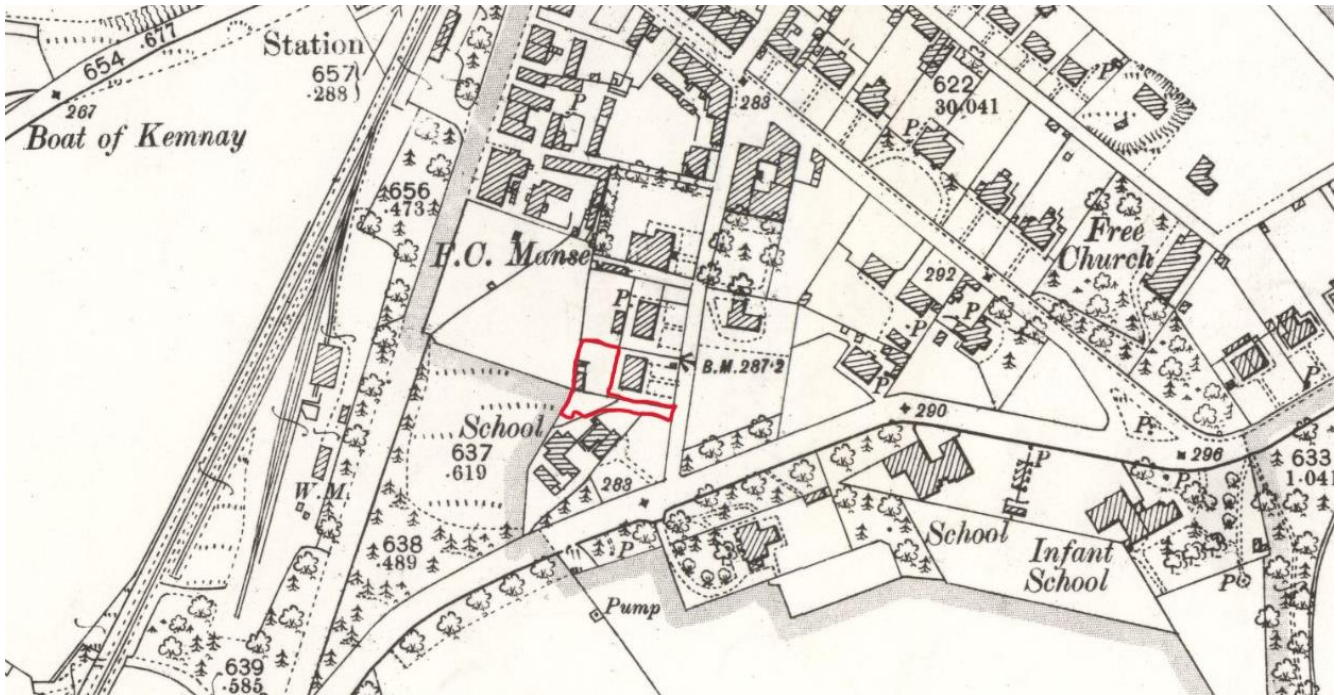 654 .677
267
Boat of Kemnay
Station
657
.288
656
.473
F.C. Manse
P
283
622
30.041
P
P
P
Free
Church
292
P
P
P
B.M. 287.2
School
637
.619
W.M.
283
638
.489
639
.585
290
296
P
P
P
633
1.041
School
Infant
School
P
P
Pump